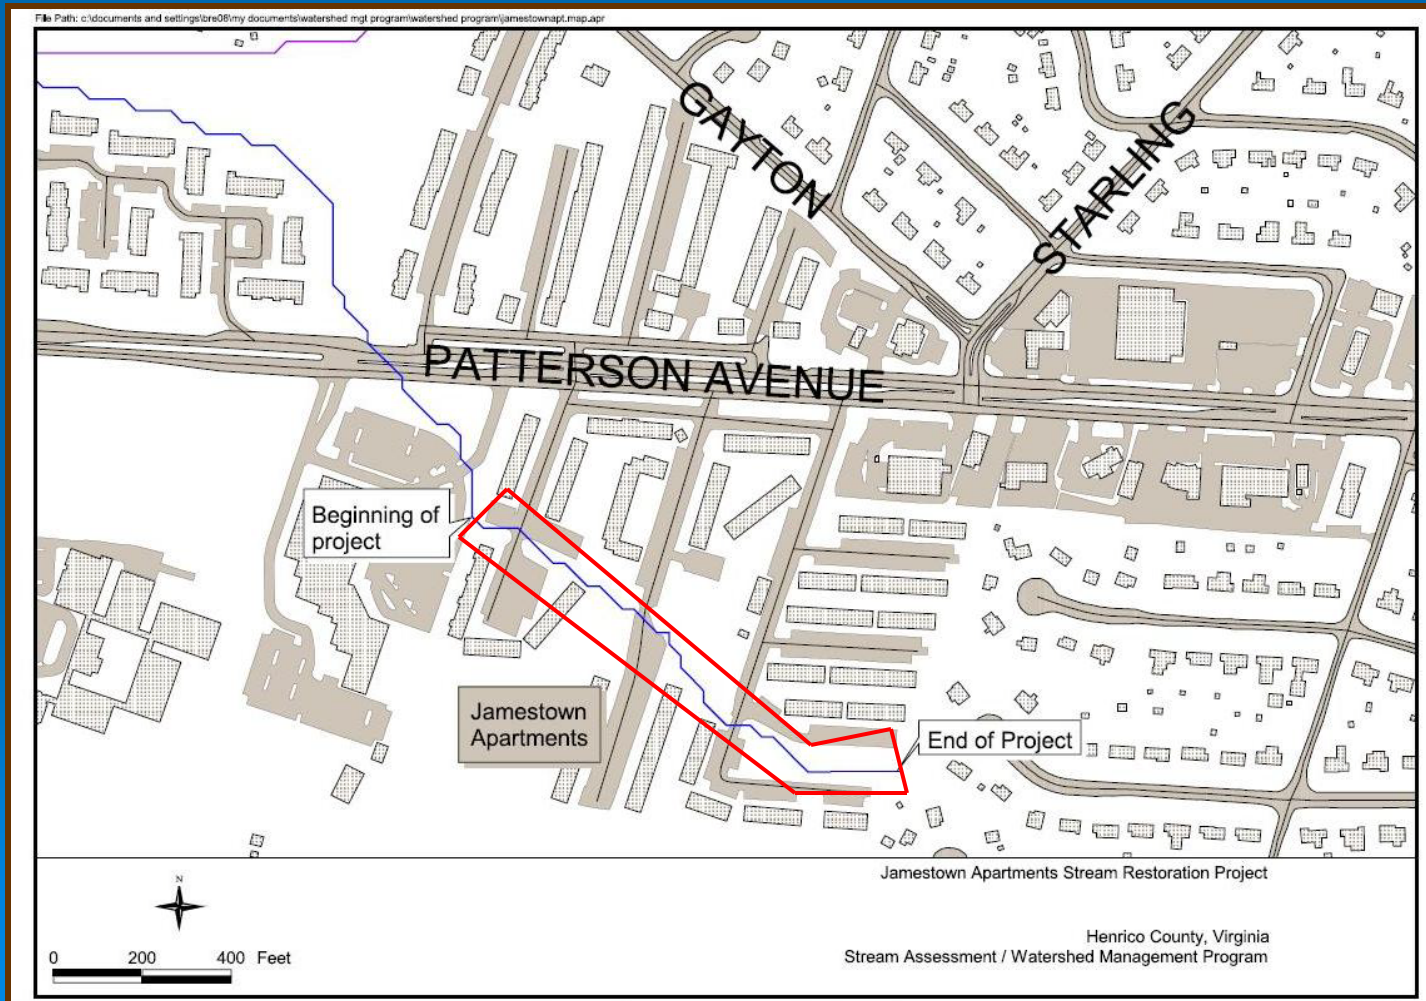 File Path: c:\documents and settings\bre08\my documents\watershed mgt program\watershed program\jamestownapt.map.apr
GAYTON
STARLING
PATTERSON AVENUE
Beginning of
project
Jamestown
Apartments
End of Project
Jamestown Apartments Stream Restoration Project
N
Henrico County, Virginia
Stream Assessment / Watershed Management Program
0 200 400 Feet